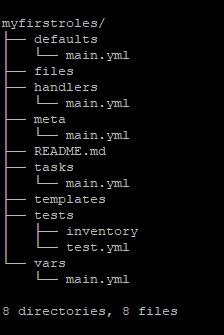 myfirstroles/
├── defaults
│   └── main.yml
├── files
├── handlers
│   └── main.yml
├── meta
│   └── main.yml
├── README.md
├── tasks
│   └── main.yml
├── templates
├── tests
│   ├── inventory
│   └── test.yml
└── vars
    └── main.yml

8 directories, 8 files